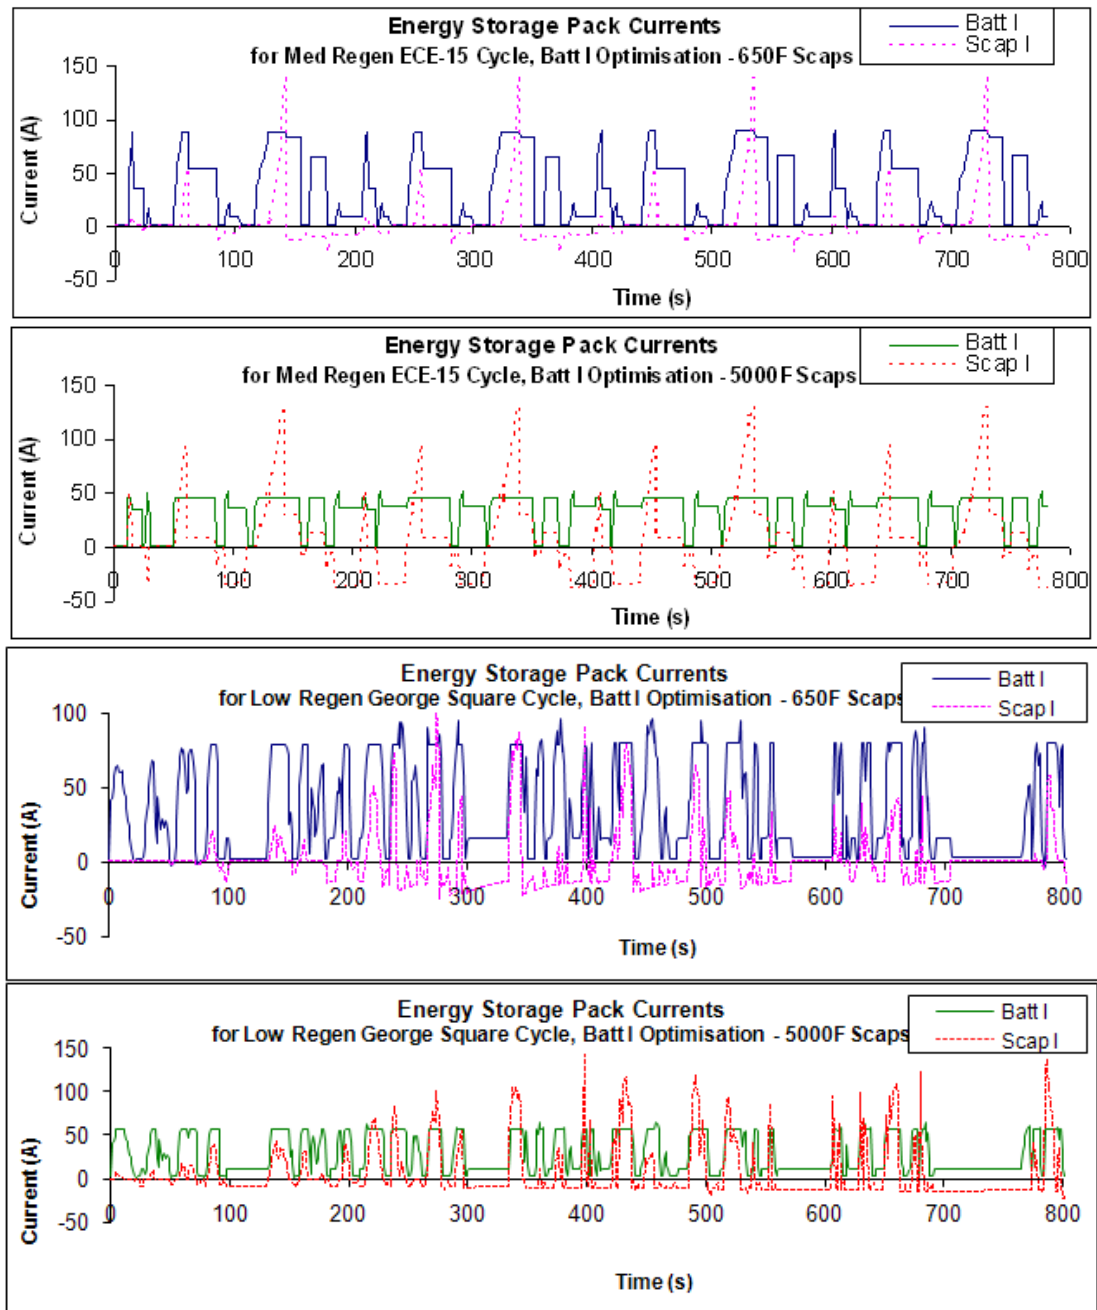 Energy Storage Pack Currents
for Med Regen ECE-15 Cycle, Batt I Optimisation - 650F Scaps
Batt I
Scap I
Current (A)
150
100
50
0
-50
0 100 200 300 400 500 600 700 800
Time (s)
Energy Storage Pack Currents
for Med Regen ECE-15 Cycle, Batt I Optimisation - 5000F Scaps
Batt I
Scap I
Current (A)
150
100
50
0
-50
0 100 200 300 400 500 600 700 800
Time (s)
Energy Storage Pack Currents
for Low Regen George Square Cycle, Batt I Optimisation - 650F Scaps
Batt I
Scap I
Current (A)
100
50
0
-50
0 100 200 300 400 500 600 700 800
Time (s)
Energy Storage Pack Currents
for Low Regen George Square Cycle, Batt I Optimisation - 5000F Scaps
Batt I
Scap I
Current (A)
150
100
50
0
-50
0 100 200 300 400 500 600 700 800
Time (s)